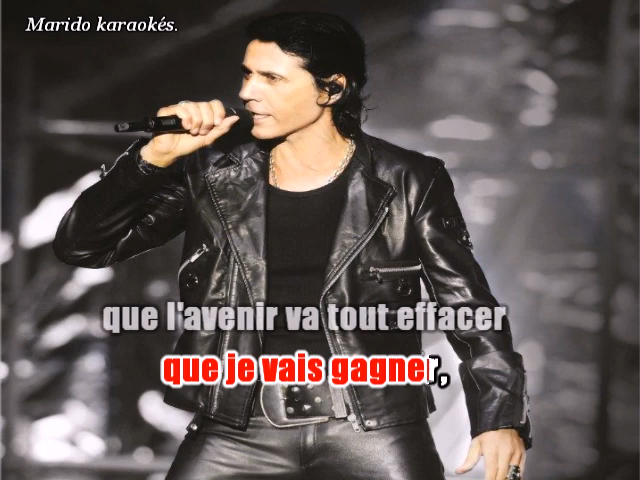 Marido karaokés.
que l'avenir va tout effacer
que je vais gagner,